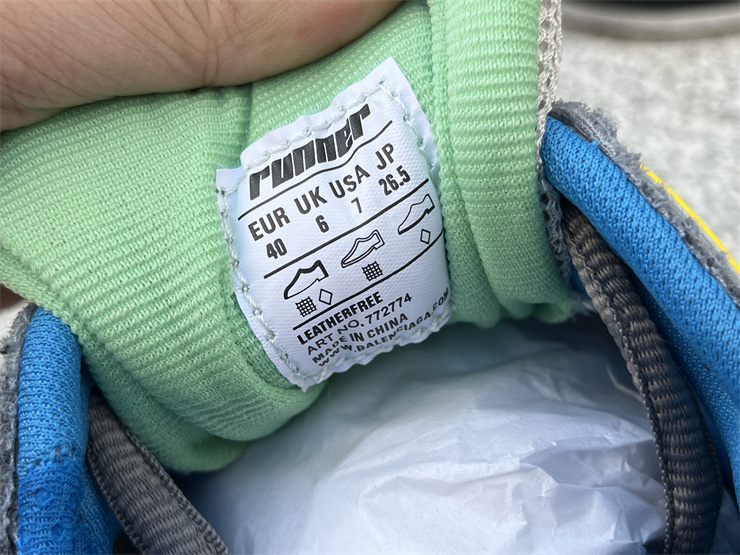 runner
EUR UK USA JP
40 6 7 26.5
LEATHERFREE
ART NO. 772774
MADE IN CHINA
WWW.BALENCIAGA.COM